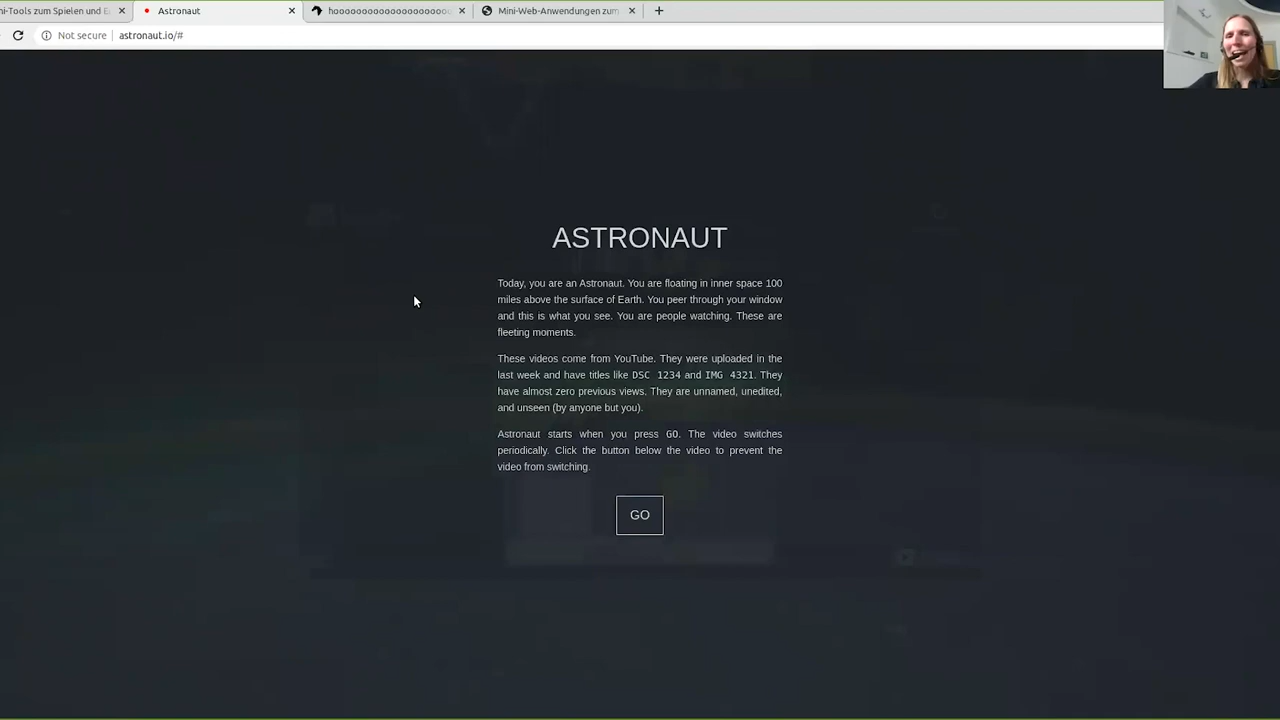 ni-Tools zum Spielen und E
Astronaut
haaaaaaaaaaaaaaaaaaaau
Mini-Web-Anwendungen zum
Not secure
astronaut.io/#
ASTRONAUT
Today, you are an Astronaut. You are floating in inner space 100
miles above the surface of Earth. You peer through your window
and this is what you see. You are people watching. These are
fleeting moments.
These videos come from YouTube. They were uploaded in the
last week and have titles like DSC 1234 and IMG 4321. They
have almost zero previous views. They are unnamed, unedited,
and unseen (by anyone but you).
Astronaut starts when you press GO. The video switches
periodically. Click the button below the video to prevent the
video from switching.
GO